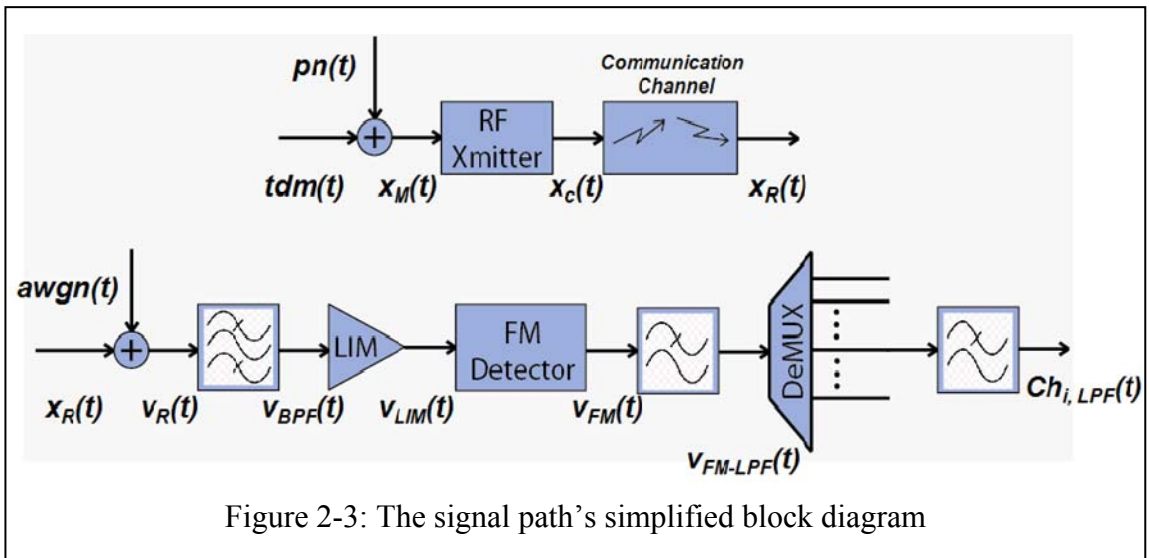 pn(t)
Communication
Channel
RF
Xmitter
+
tdm(t)
x_M(t)
x_c(t)
x_R(t)
awgn(t)
+
LIM
FM
Detector
DeMUX
x_R(t)
v_R(t)
v_BPF(t)
v_LIM(t)
v_FM(t)
v_FM-LPF(t)
Ch_i, LPF(t)
Figure 2-3: The signal path’s simplified block diagram